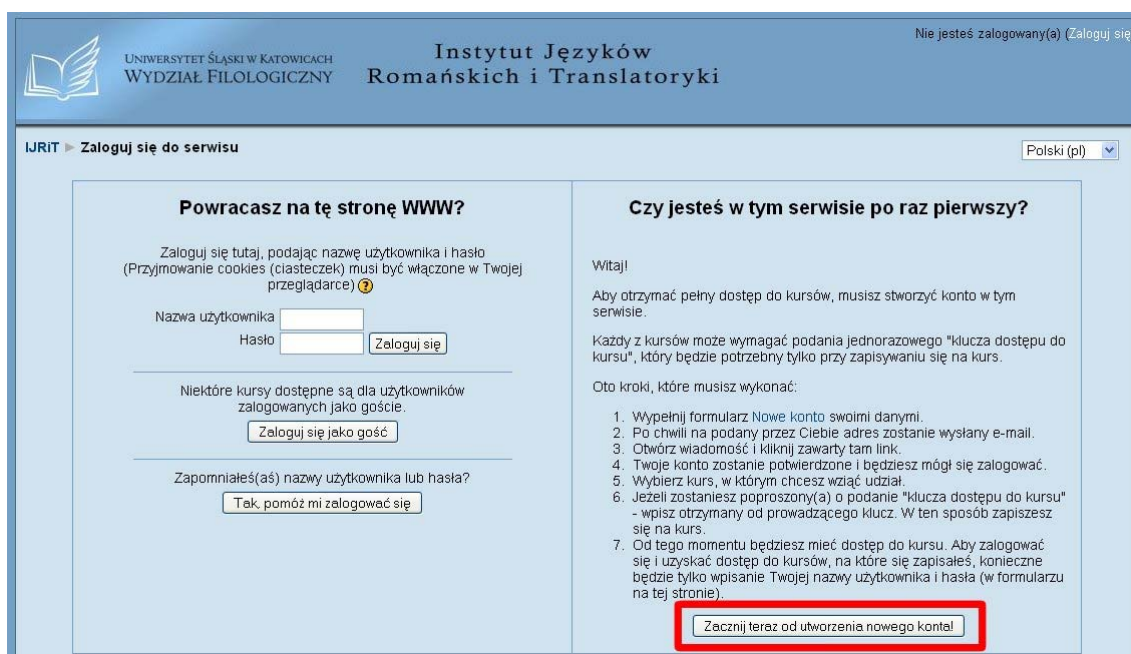 Nie jesteś zalogowany(a) (Zaloguj się
UNIWERSYTET ŚLĄSKI W KATOWICACH
WYDZIAŁ FILOLOGICZNY
Instytut Języków
Romańskich i Translatoryki
IJRiT ► Zaloguj się do serwisu
Polski (pl)
Powracasz na tę stronę WWW?
Zaloguj się tutaj, podając nazwę użytkownika i hasło
(Przyjmowanie cookies (ciasteczek) musi być włączone w Twojej
przeglądarce) ?
Nazwa użytkownika
Hasło
Zaloguj się
Niektóre kursy dostępne są dla użytkowników
zalogowanych jako goście.
Zaloguj się jako gość
Zapomniałeś(aś) nazwy użytkownika lub hasła?
Tak, pomóż mi zalogować się
Czy jesteś w tym serwisie po raz pierwszy?
Witaj!
Aby otrzymać pełny dostęp do kursów, musisz stworzyć konto w tym
serwisie.
Każdy z kursów może wymagać podania jednorazowego "klucza dostępu do
kursu", który będzie potrzebny tylko przy zapisywaniu się na kurs.
Oto kroki, które musisz wykonać:
1. Wypełnij formularz Nowe konto swoimi danymi.
2. Po chwili na podany przez Ciebie adres zostanie wysłany e-mail.
3. Otwórz wiadomość i kliknij zawarty tam link.
4. Twoje konto zostanie potwierdzone i będziesz mógł się zalogować.
5. Wybierz kurs, w którym chcesz wziąć udział.
6. Jeżeli zostaniesz poproszony(a) o podanie "klucza dostępu do kursu"
- wpisz otrzymany od prowadzącego klucz. W ten sposób zapiszesz
się na kurs.
7. Od tego momentu będziesz mieć dostęp do kursu. Aby zalogować
się i uzyskać dostęp do kursów, na które się zapisałeś, konieczne
będzie tylko wpisanie Twojej nazwy użytkownika i hasła (w formularzu
na tej stronie).
Zacznij teraz od utworzenia nowego konta!